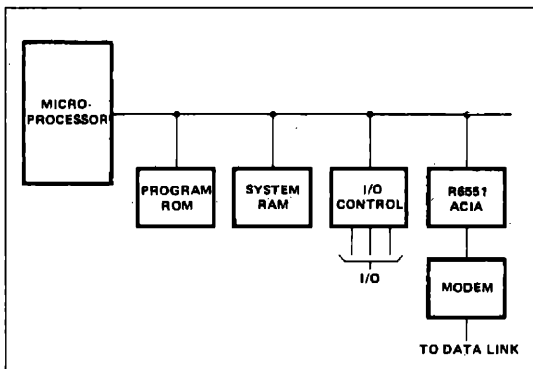 MICRO-
PROCESSOR
PROGRAM
ROM
SYSTEM
RAM
I/O
CONTROL
R6551
ACIA
I/O
MODEM
TO DATA LINK